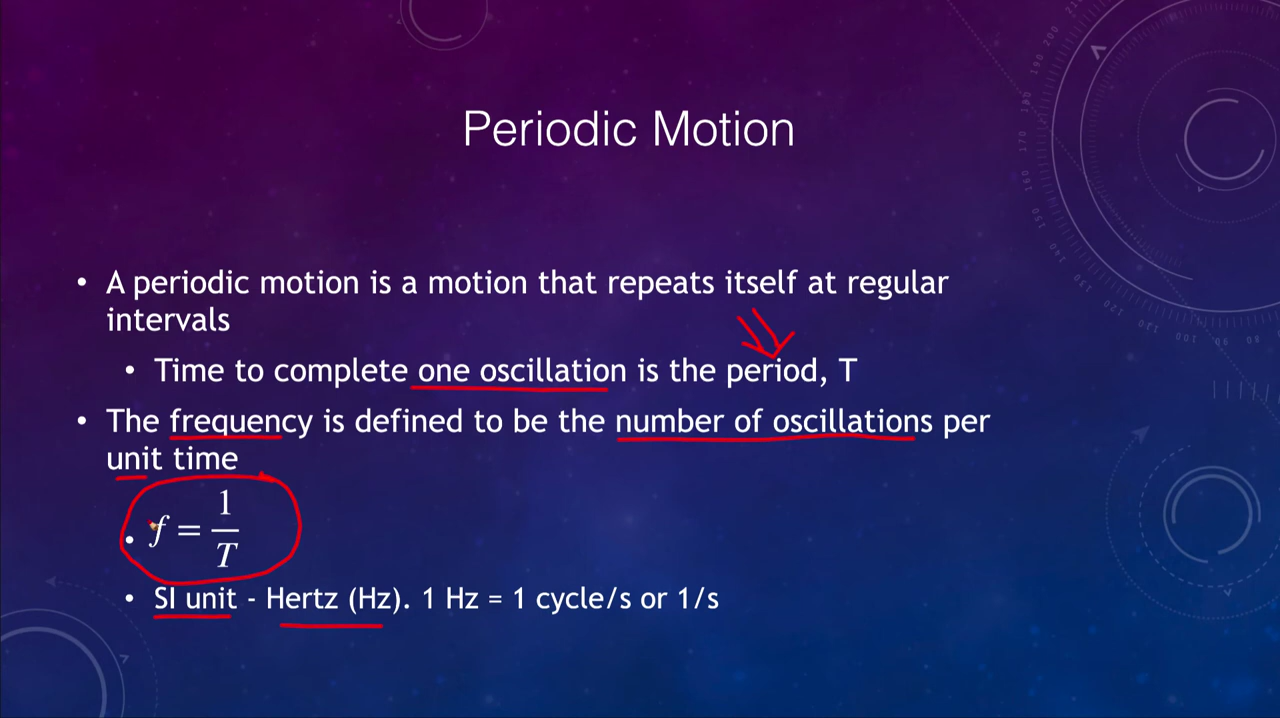 Periodic Motion
• A periodic motion is a motion that repeats itself at regular
intervals
• Time to complete one oscillation is the period, T
• The frequency is defined to be the number of oscillations per
unit time
• f = 1/T
• SI unit - Hertz (Hz). 1 Hz = 1 cycle/s or 1/s